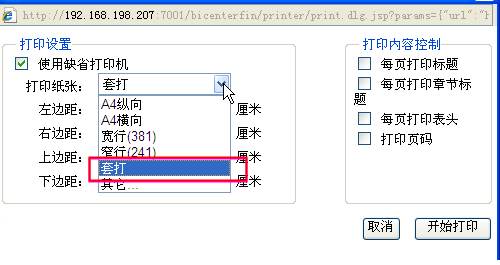 http://192.168.198.207:7001/bicenterfin/printer/print.dlg.jsp?params={"url":"h
打印设置
使用缺省打印机
打印纸张：
套打
A4纵向
A4横向
宽行(381)
窄行(241)
套打
其它...
左边距：
厘米
右边距：
厘米
上边距：
厘米
下边距：
厘米
打印内容控制
每页打印标题
每页打印章节标
题
每页打印表头
打印页码
取消
开始打印